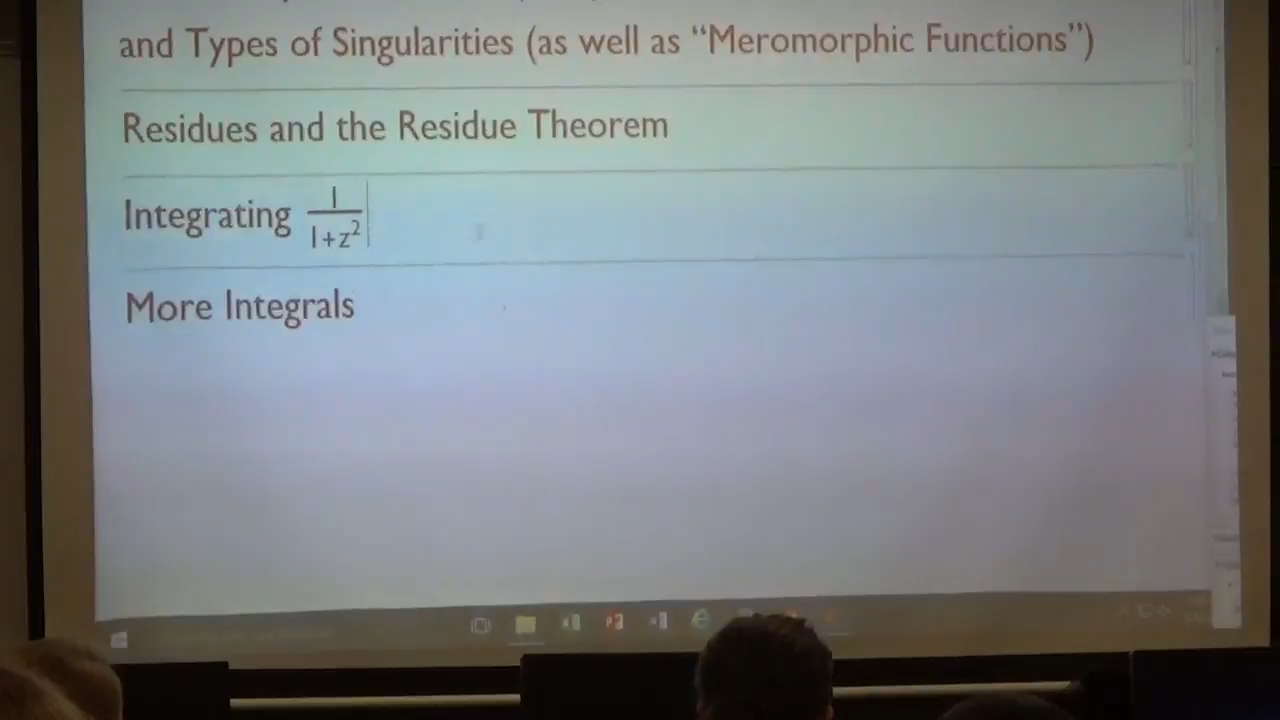 and Types of Singularities (as well as “Meromorphic Functions”)
Residues and the Residue Theorem
Integrating 1/(1+z²)
More Integrals